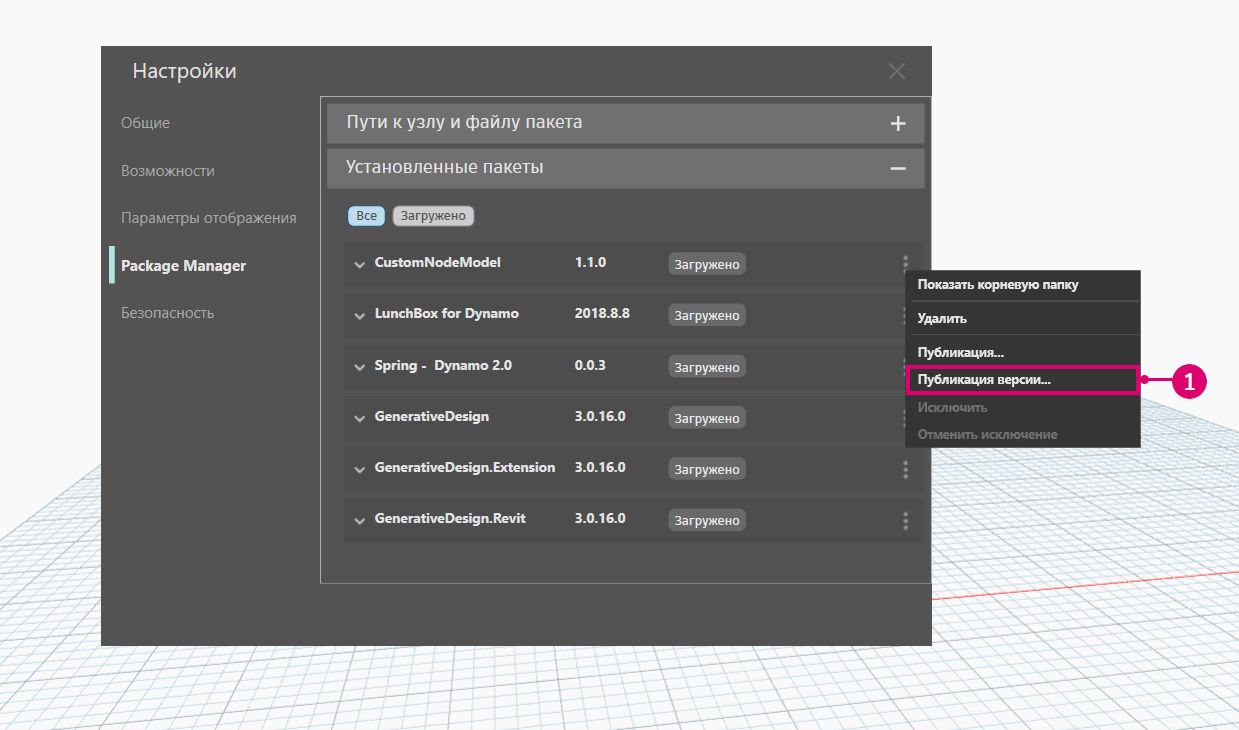 Настройки
Общие
Возможности
Параметры отображения
Package Manager
Безопасность
Пути к узлу и файлу пакета
Установленные пакеты
Все Загружено
CustomNodeModel 1.1.0 Загружено
LunchBox for Dynamo 2018.8.8 Загружено
Spring - Dynamo 2.0 0.0.3 Загружено
GenerativeDesign 3.0.16.0 Загружено
GenerativeDesign.Extension 3.0.16.0 Загружено
GenerativeDesign.Revit 3.0.16.0 Загружено
Показать корневую папку
Удалить
Публикация...
Публикация версии...
1
Исключить
Отменить исключение